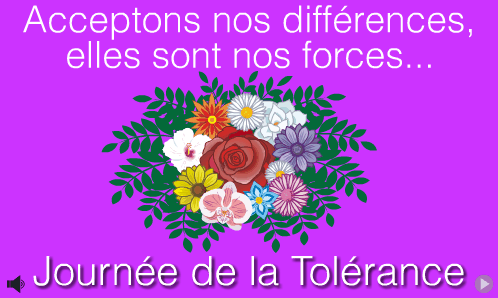 Acceptons nos différences,
elles sont nos forces...
Journée de la Tolérance